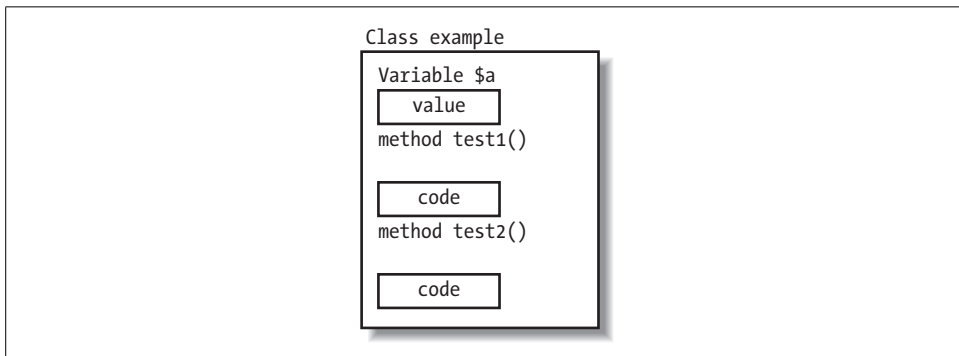 Class example
Variable $a
value
method test1()
code
method test2()
code